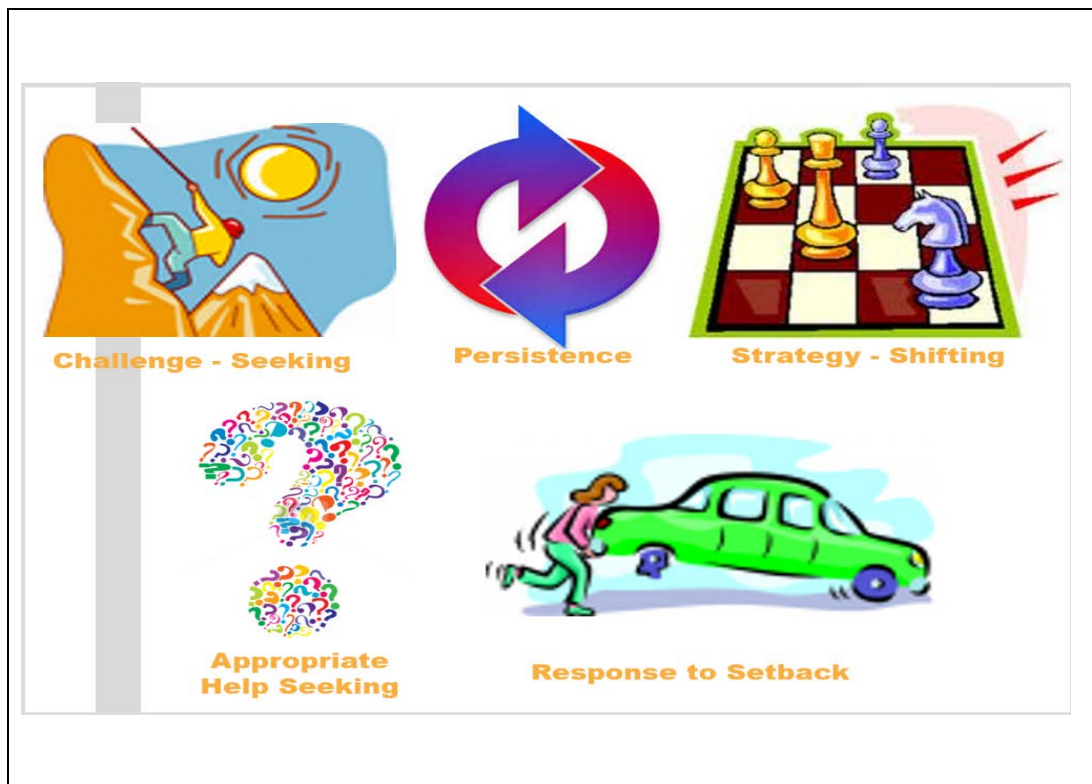 Challenge - Seeking
Persistence
Strategy - Shifting
Appropriate
Help Seeking
Response to Setback